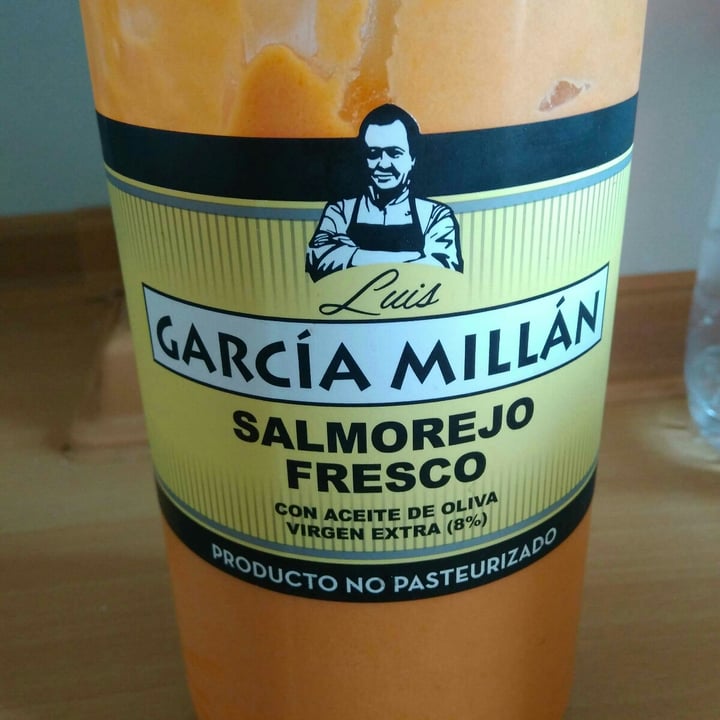 Luis
GARCÍA MILLÁN
SALMOREJO
FRESCO
CON ACEITE DE OLIVA
VIRGEN EXTRA (8%)
PRODUCTO NO PASTEURIZADO